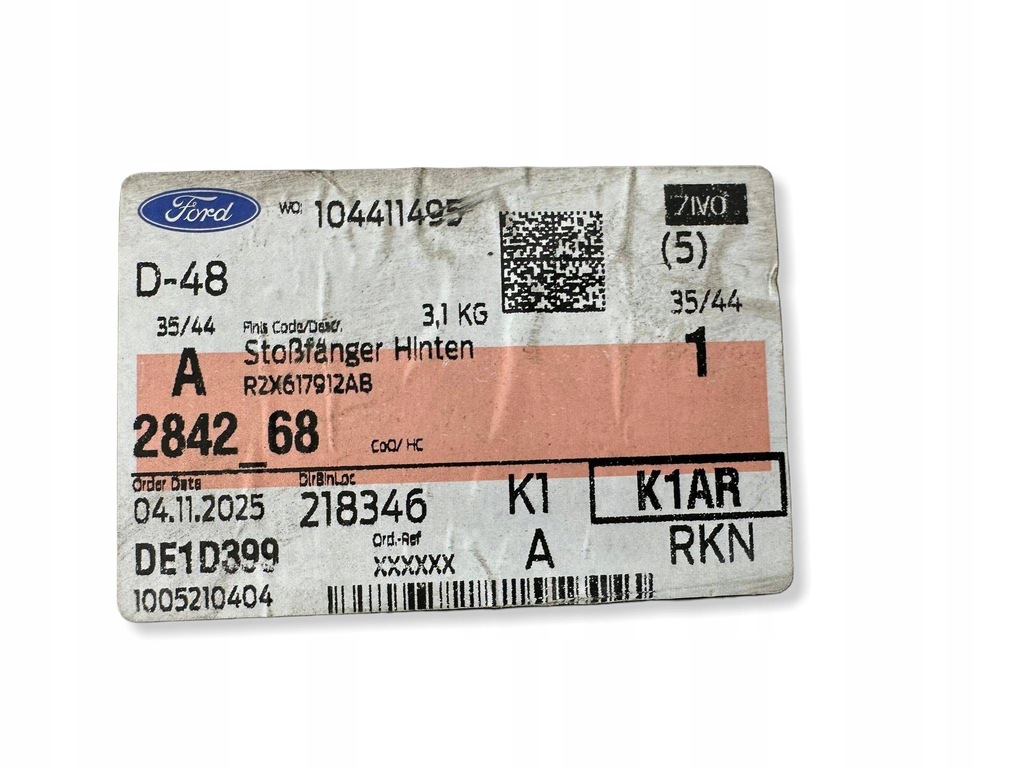 Ford
WO: 104411495
ZIVO
(5)
D-48
3,1 KG
35/44
35/44
Finis Code/Descr.
Stoßfänger Hinten
1
A
R2X617912AB
2842_68
CoO/ HC
Order Date
DirBinLoc
04.11.2025
218346
K1
K1AR
DE1D399
Ord.-Ref
XXXXXX
A
RKN
1005210404